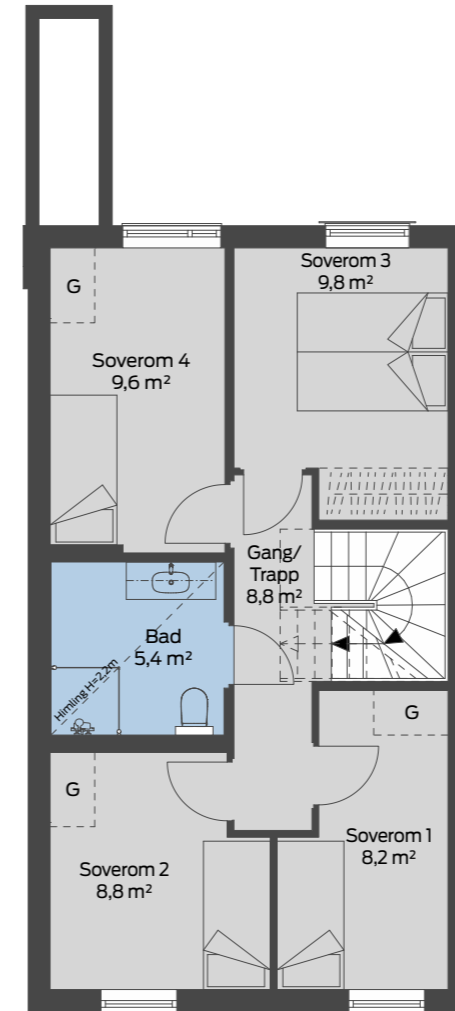 Soverom 3
9,8 m²
G
Soverom 4
9,6 m²
Gang/
Trapp
8,8 m²
Bad
5,4 m²
Himling H=2,2m
G
G
Soverom 1
8,2 m²
Soverom 2
8,8 m²